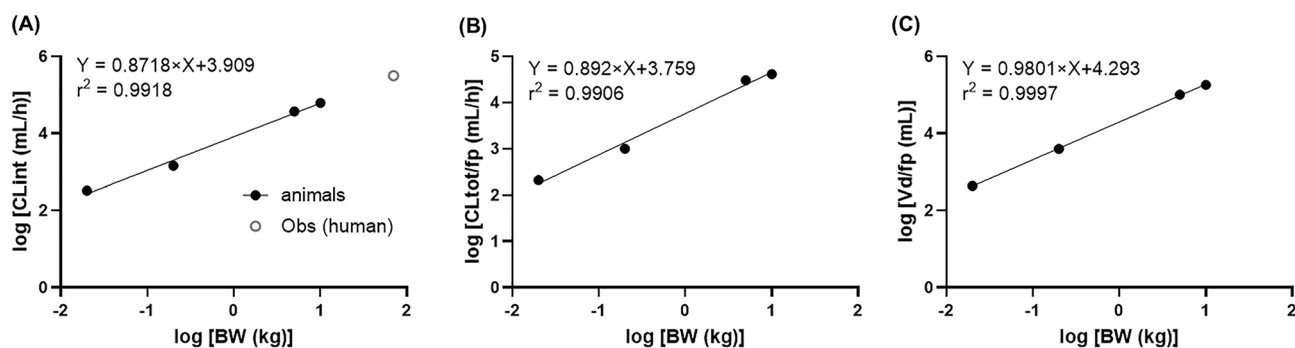 (A)
Y = 0.8718×X+3.909
r² = 0.9918
log [CLint (mL/h)]
6
4
2
0
animals
Obs (human)
-2 -1 0 1 2
log [BW (kg)]
(B)
Y = 0.892×X+3.759
r² = 0.9906
log [CLtot/fp (mL/h)]
5
4
3
2
1
0
-2 -1 0 1 2
log [BW (kg)]
(C)
Y = 0.9801×X+4.293
r² = 0.9997
log [Vd/fp (mL)]
6
4
2
0
-2 -1 0 1 2
log [BW (kg)]